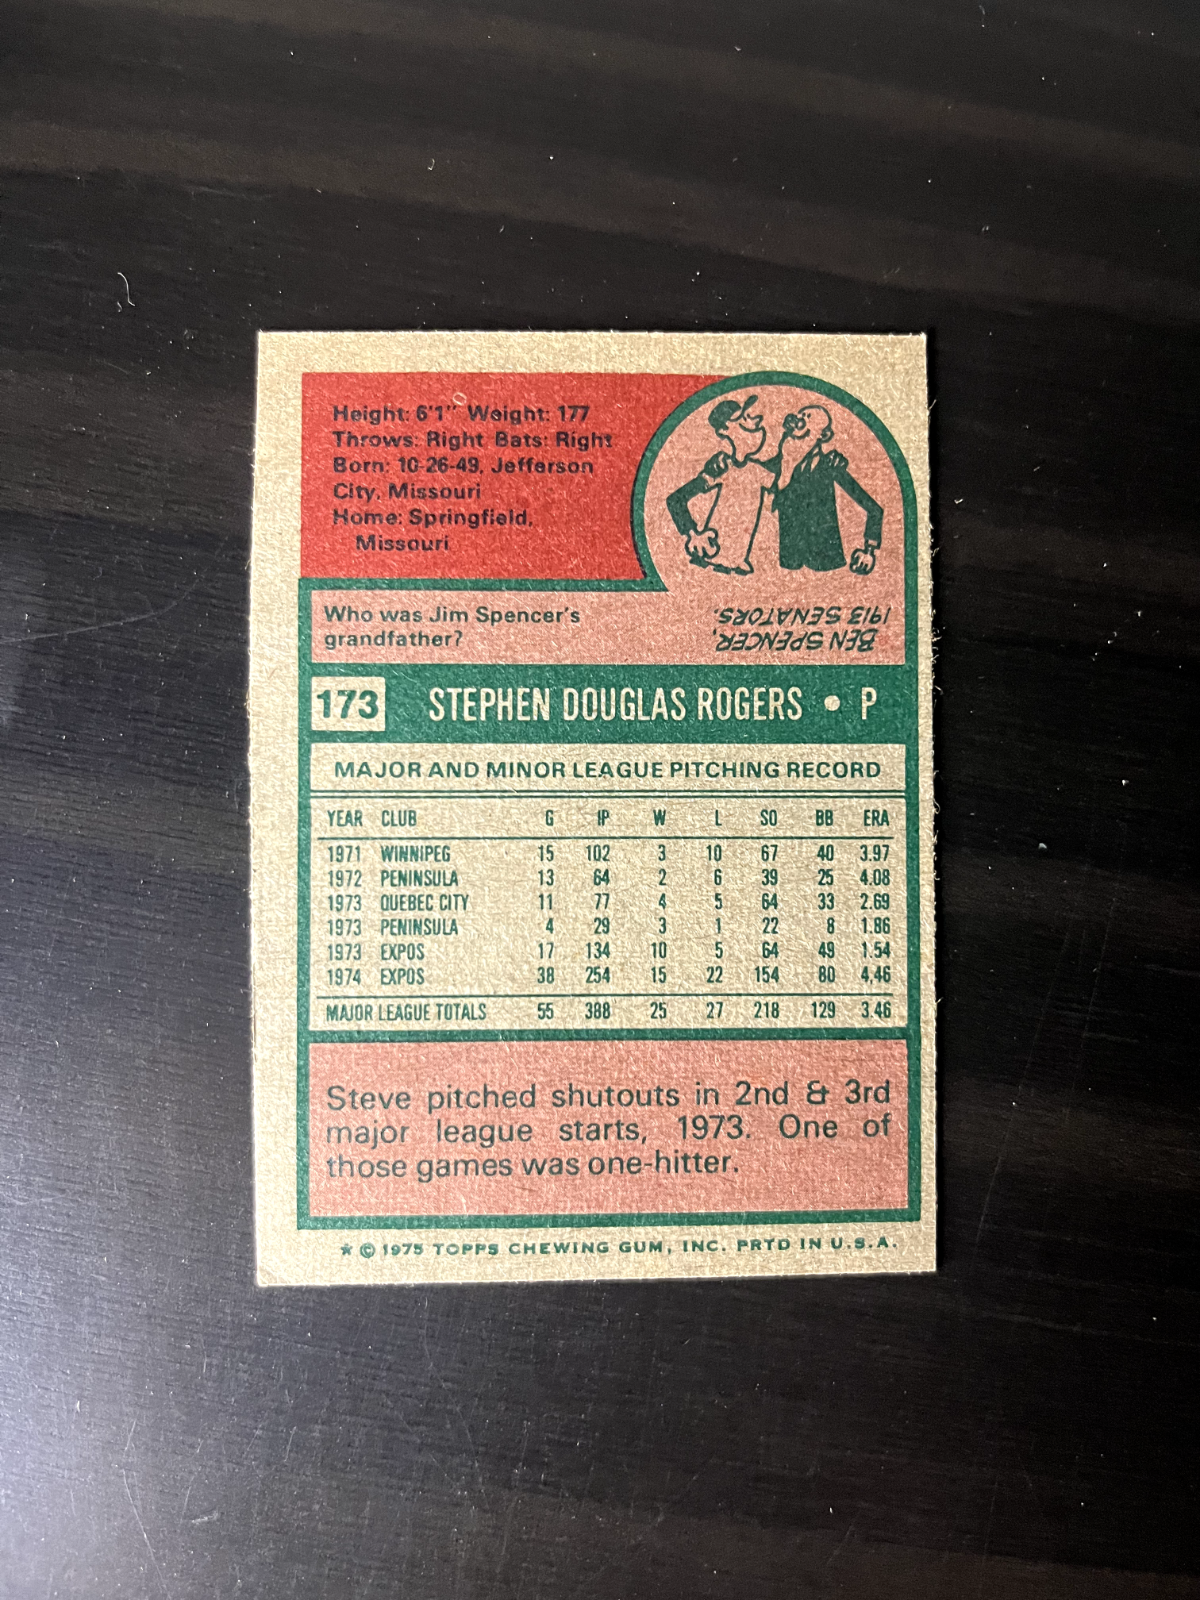 Height: 6'1" Weight: 177
Throws: Right Bats: Right
Born: 10-26-49, Jefferson
City, Missouri
Home: Springfield,
Missouri
Who was Jim Spencer's
grandfather?
BEN SPENCER,
1913 SENATORS.
173 STEPHEN DOUGLAS ROGERS • P
MAJOR AND MINOR LEAGUE PITCHING RECORD
YEAR CLUB G IP W L SO BB ERA
1971 WINNIPEG 15 102 3 10 67 40 3.97
1972 PENINSULA 13 64 2 6 39 25 4.08
1973 QUEBEC CITY 11 77 4 5 64 33 2.69
1973 PENINSULA 4 29 3 1 22 8 1.86
1973 EXPOS 17 134 10 5 64 49 1.54
1974 EXPOS 38 254 15 22 154 80 4.46
MAJOR LEAGUE TOTALS 55 388 25 27 218 129 3.46
Steve pitched shutouts in 2nd & 3rd
major league starts, 1973. One of
those games was one-hitter.
* © 1975 TOPPS CHEWING GUM, INC. PRTD IN U.S.A.